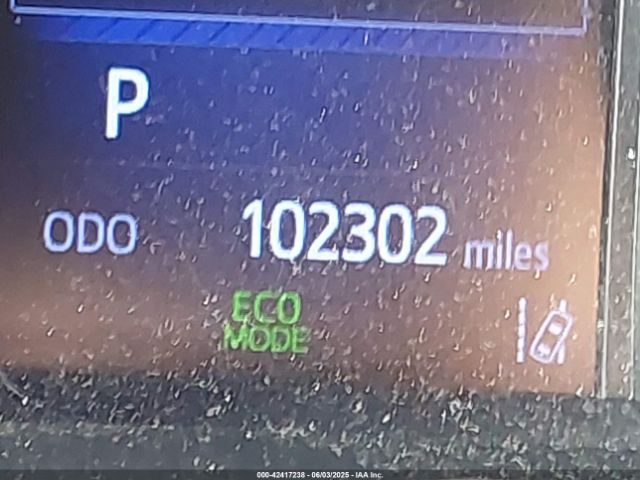 P
ODO 102302 miles
ECO
MODE
000-42417238 - 06/03/2025 - IAA Inc.